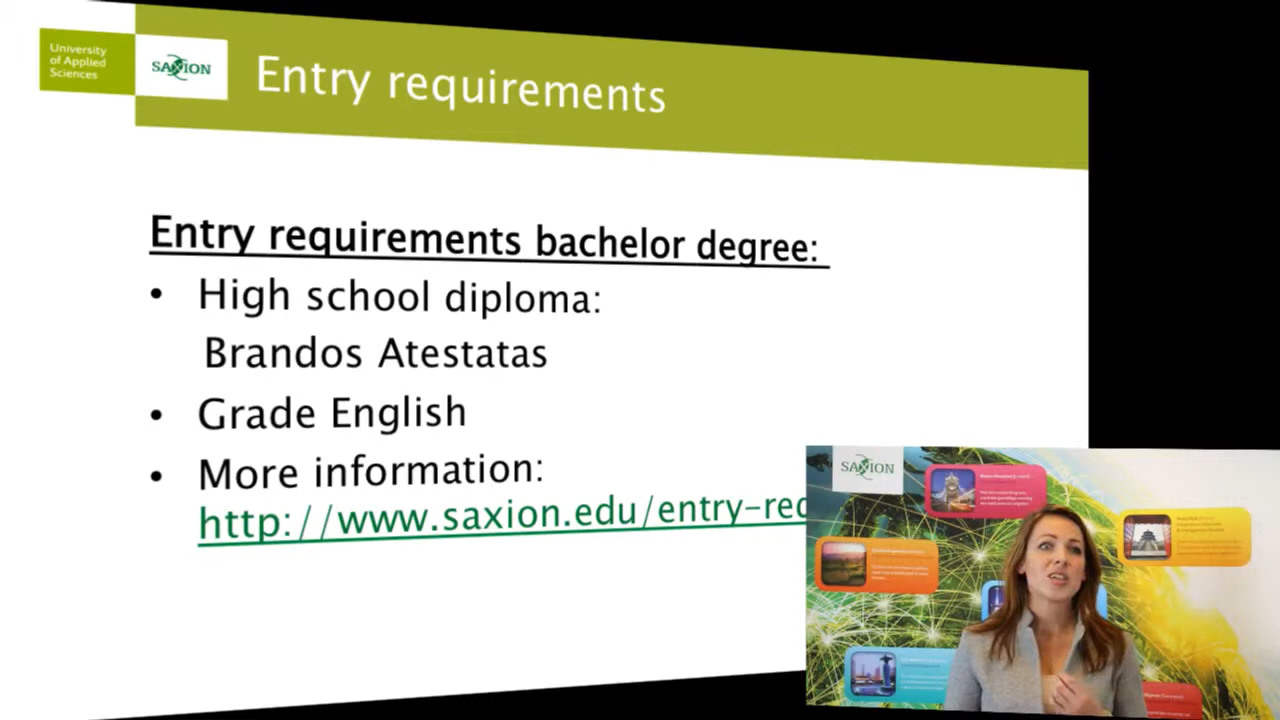 University
of Applied
Sciences
SAXION
Entry requirements
Entry requirements bachelor degree:
• High school diploma:
Brandos Atestatas
• Grade English
• More information:
http://www.saxion.edu/entry-req
SAXION